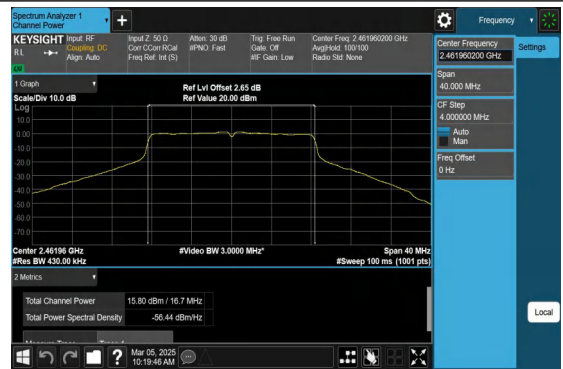 Spectrum Analyzer 1
Channel Power
Frequency
KEYSIGHT
RL
Input: RF
Coupling: DC
Align: Auto
Input Z: 50 Ω
Corr CCorr RCal
Freq Ref: Int (S)
Atten: 30 dB
#PNO: Fast
Trig: Free Run
Gate: Off
#IF Gain: Low
Center Freq: 2.461960200 GHz
Avg|Hold: 100/100
Radio Std: None
Center Frequency
2.461960200 GHz
Settings
Span
40.000 MHz
CF Step
4.000000 MHz
Auto
Man
Freq Offset
0 Hz
1 Graph
Scale/Div 10.0 dB
Ref Lvl Offset 2.65 dB
Ref Value 20.00 dBm
Log
10.0
0.00
-10.0
-20.0
-30.0
-40.0
-50.0
-60.0
-70.0
Center 2.46196 GHz
#Res BW 430.00 kHz
#Video BW 3.0000 MHz*
Span 40 MHz
#Sweep 100 ms (1001 pts)
2 Metrics
Total Channel Power 15.80 dBm / 16.7 MHz
Total Power Spectral Density -56.44 dBm/Hz
Local
?
Mar 05, 2025
10:19:46 AM